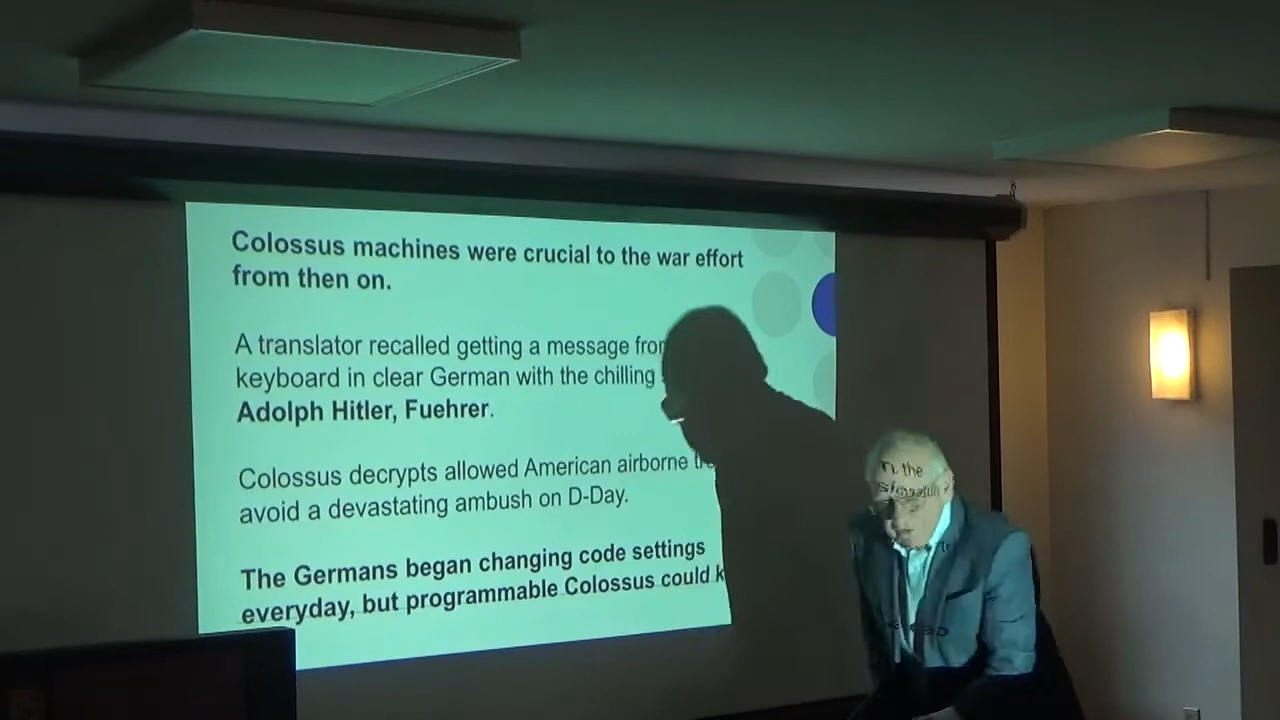 Colossus machines were crucial to the war effort
from then on.
A translator recalled getting a message from
keyboard in clear German with the chilling
Adolph Hitler, Fuehrer.
Colossus decrypts allowed American airborne
avoid a devastating ambush on D-Day.
The Germans began changing code settings
everyday, but programmable Colossus could k
n the